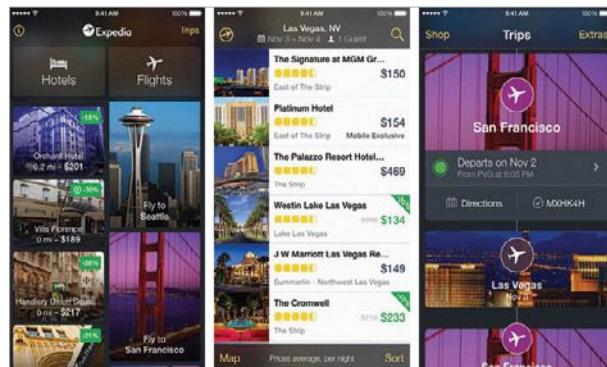 9:41 AM 100%
Expedia Trips
Hotels Flights
-15%
Orchard Hotel
0.2 mi – $201
Fly to
Seattle
-30%
Villa Florence
0 mi – $189
Handlery Union
0 mi – $217
-21%
Fly to
San Francisco
9:41 AM 100%
Las Vegas, NV
Nov 3 – Nov 4 1 Guest
The Signature at MGM Gr...
$150
East of The Strip
Platinum Hotel
$154
East of The Strip Mobile Exclusive
The Palazzo Resort Hotel...
$469
The Strip
Westin Lake Las Vegas
$134
Lake Las Vegas
J W Marriott Las Vegas Re...
$149
Summerlin - Northwest Las Vegas
The Cromwell
$233
The Strip
Map Prices average, per night Sort
9:41 AM 100%
Shop Trips Extras
San Francisco
Departs on Nov 2
From PVG at 6:05 PM
Directions MXHK4H
Las Vegas
Nov 3
San Francisco